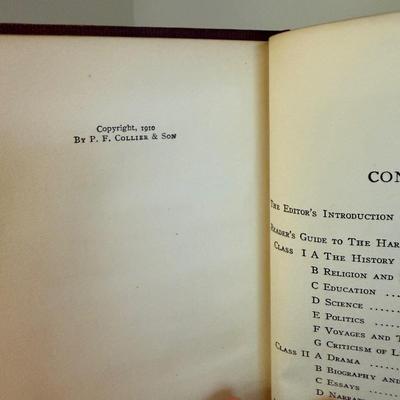 Copyright, 1910
By P. F. Collier & Son
CON
The Editor's Introduction
Reader's Guide to The Har
Class I A The History
B Religion and
C Education ....
D Science ....
E Politics ....
F Voyages and T
G Criticism of L
Class II A Drama ....
B Biography and
C Essays ....
D Narrat